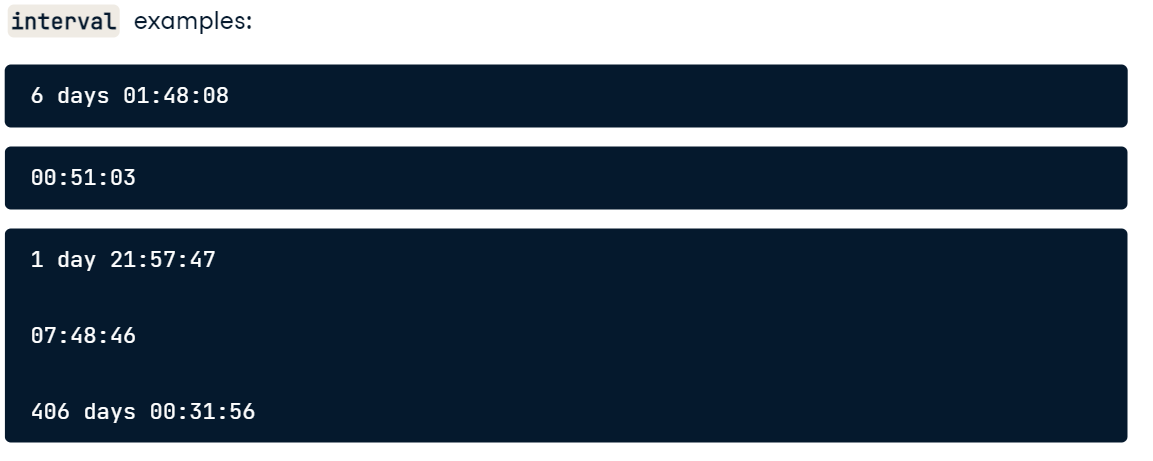 interval examples:
6 days 01:48:08
00:51:03
1 day 21:57:47
07:48:46
406 days 00:31:56